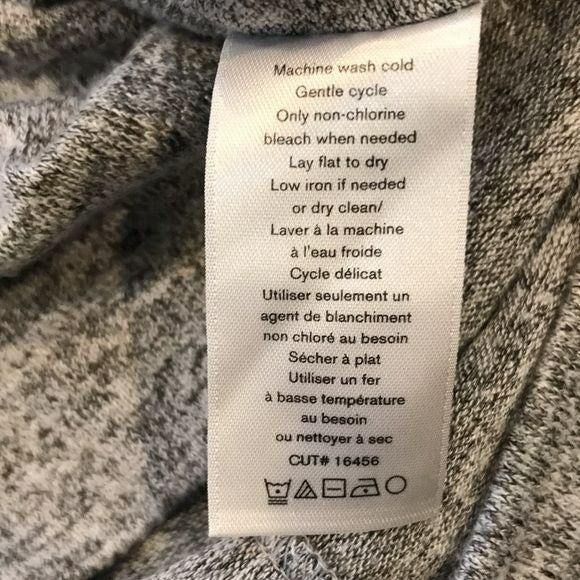 Machine wash cold
Gentle cycle
Only non-chlorine
bleach when needed
Lay flat to dry
Low iron if needed
or dry clean/
Laver à la machine
à l'eau froide
Cycle délicat
Utiliser seulement un
agent de blanchiment
non chloré au besoin
Sécher à plat
Utiliser un fer
à basse température
au besoin
ou nettoyer à sec
CUT# 16456